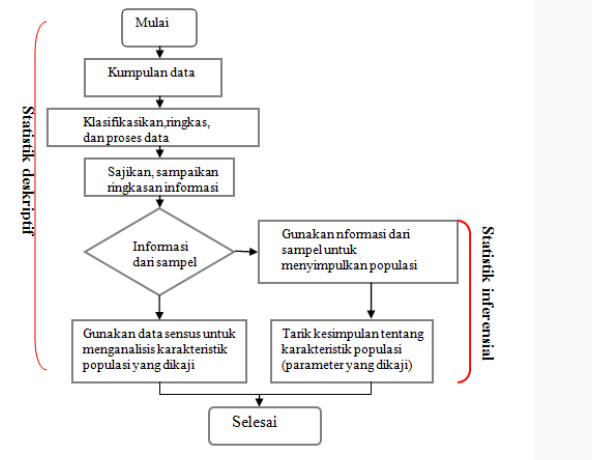 Mulai
Kumpulan data
Klasifikasikan,ringkas,
dan proses data
Sajikan, sampaikan
ringkasan informasi
Informasi
dari sampel
Gunakan nformasi dari
sampel untuk
menyimpulkan populasi
Gunakan data sensus untuk
menganalisis karakteristik
populasi yang dikaji
Tarik kesimpulan tentang
karakteristik populasi
(parameter yang dikaji)
Selesai
Statistik deskriptif
Statistik inferensial